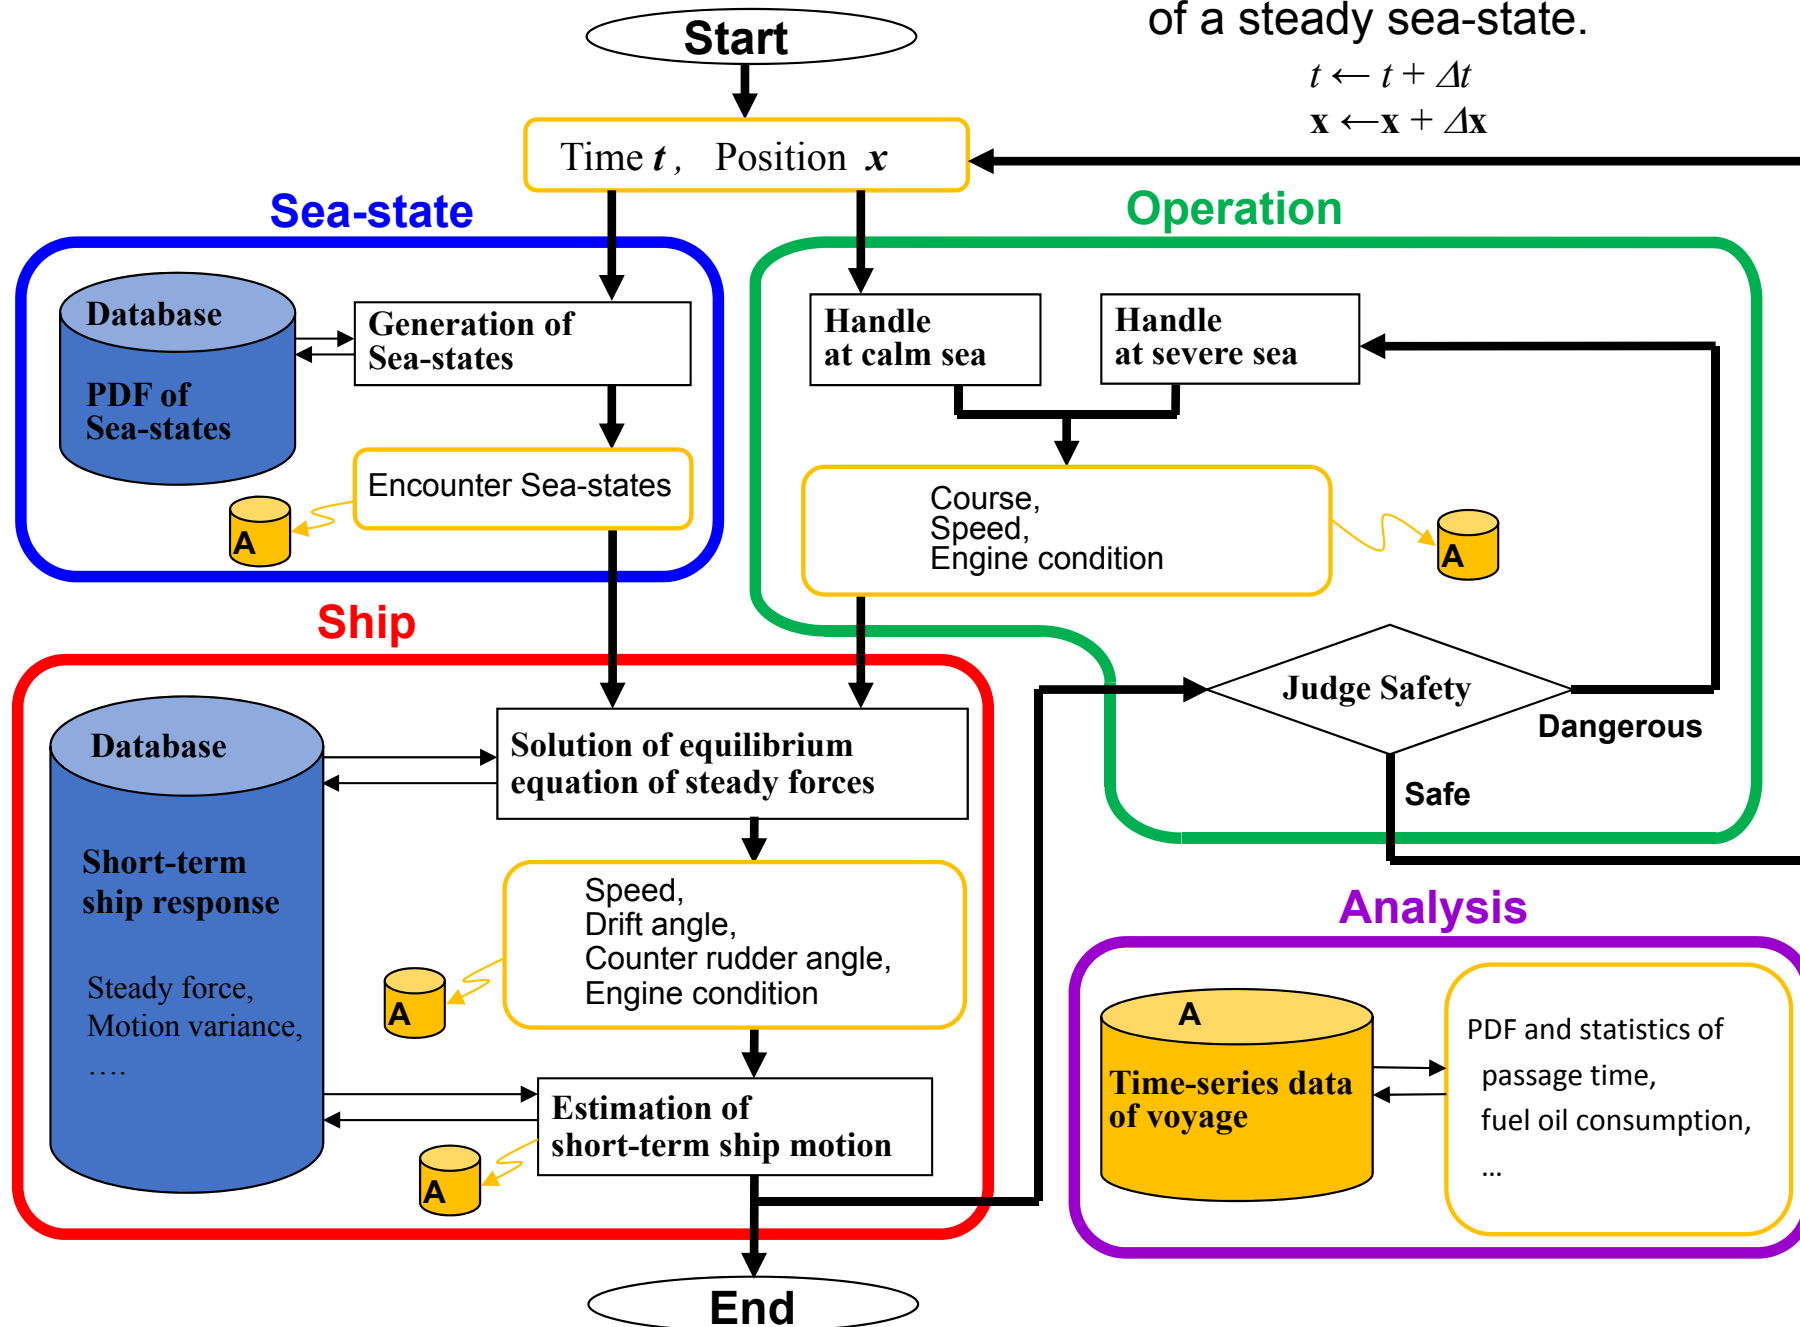 of a steady sea-state.
t ← t + Δt
x ← x + Δx
Start
Time t , Position x
Sea-state
Database
PDF of
Sea-states
Generation of
Sea-states
Encounter Sea-states
A
Operation
Handle
at calm sea
Handle
at severe sea
Course,
Speed,
Engine condition
A
Judge Safety
Dangerous
Safe
Ship
Database
Short-term
ship response
Steady force,
Motion variance,
....
Solution of equilibrium
equation of steady forces
Speed,
Drift angle,
Counter rudder angle,
Engine condition
A
Estimation of
short-term ship motion
A
Analysis
A
Time-series data
of voyage
PDF and statistics of
passage time,
fuel oil consumption,
...
End